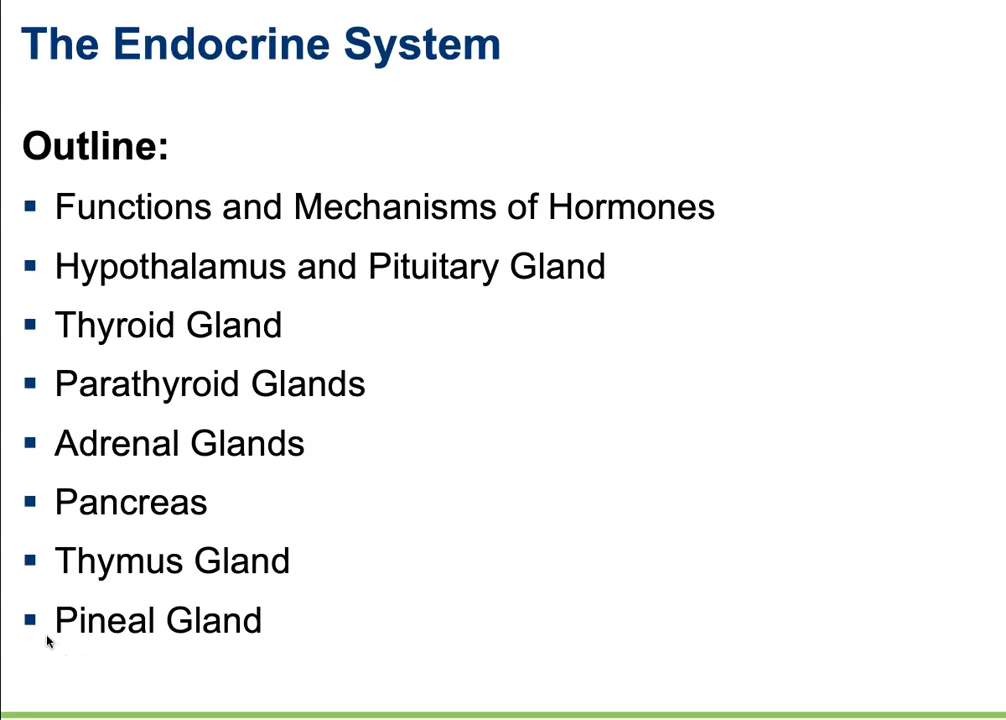 The Endocrine System
Outline:
▪ Functions and Mechanisms of Hormones
▪ Hypothalamus and Pituitary Gland
▪ Thyroid Gland
▪ Parathyroid Glands
▪ Adrenal Glands
▪ Pancreas
▪ Thymus Gland
▪ Pineal Gland